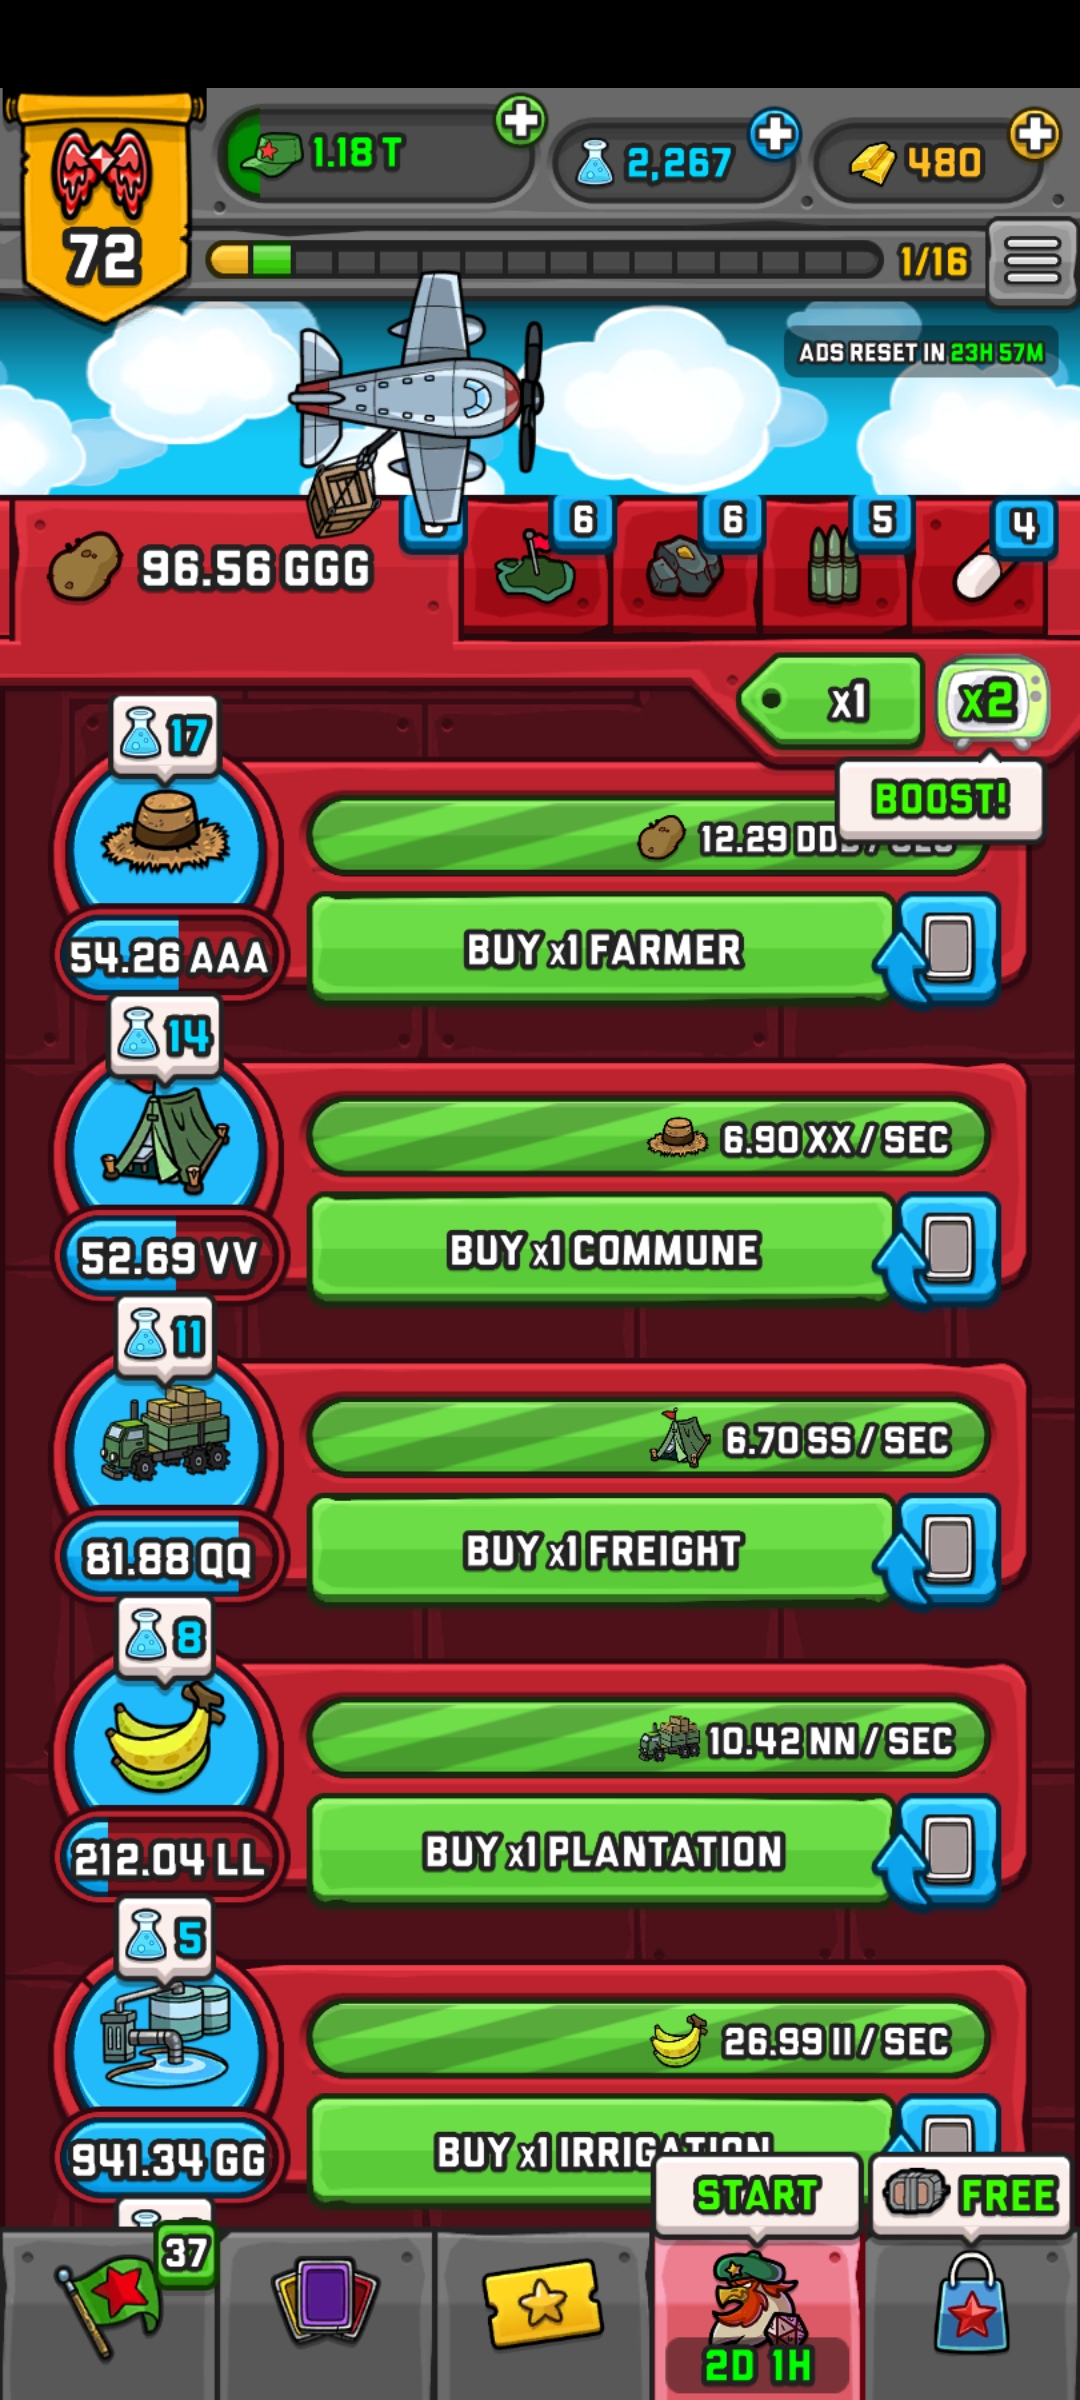 72
1.18 T
2,267
480
1/16
ADS RESET IN 23H 57M
96.56 GGG
6
6
5
4
x1
x2
BOOST!
17
12.29
54.26 AAA
BUY x1 FARMER
14
6.90 XX / SEC
52.69 VV
BUY x1 COMMUNE
11
6.70 SS / SEC
81.88 QQ
BUY x1 FREIGHT
8
10.42 NN / SEC
212.04 LL
BUY x1 PLANTATION
5
26.99 II / SEC
941.34 GG
BUY x1 IRRIGATION
START
FREE
37
2D 1H